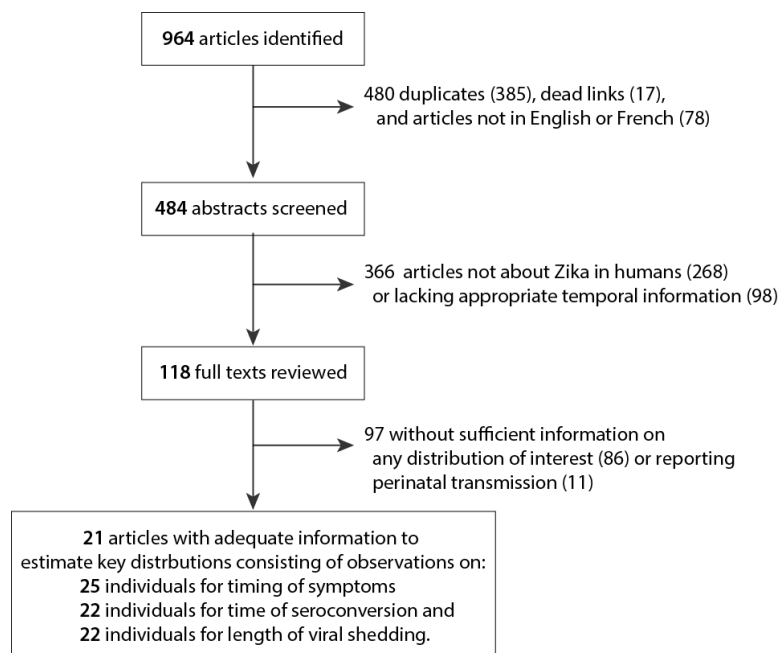 964 articles identified
480 duplicates (385), dead links (17),
and articles not in English or French (78)
484 abstracts screened
366 articles not about Zika in humans (268)
or lacking appropriate temporal information (98)
118 full texts reviewed
97 without sufficient information on
any distribution of interest (86) or reporting
perinatal transmission (11)
21 articles with adequate information to
estimate key distrbutions consisting of observations on:
25 individuals for timing of symptoms
22 individuals for time of seroconversion and
22 individuals for length of viral shedding.